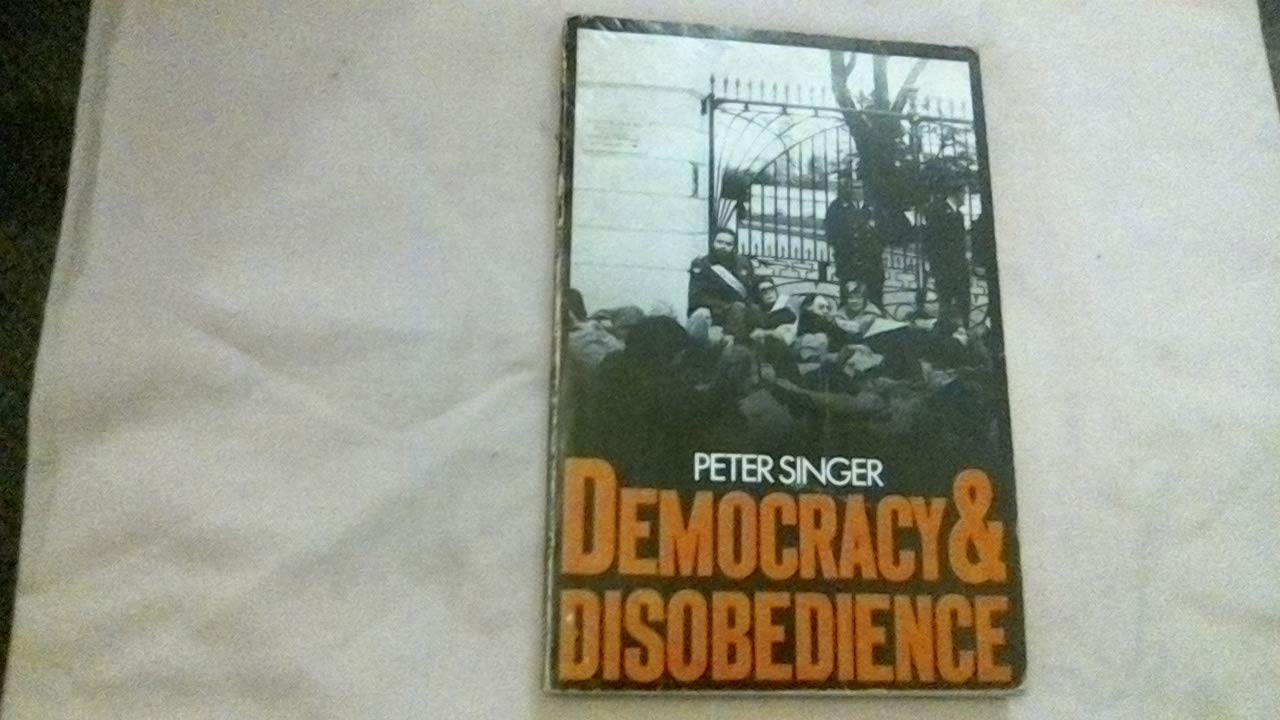 PETER SINGER
DEMOCRACY &
DISOBEDIENCE